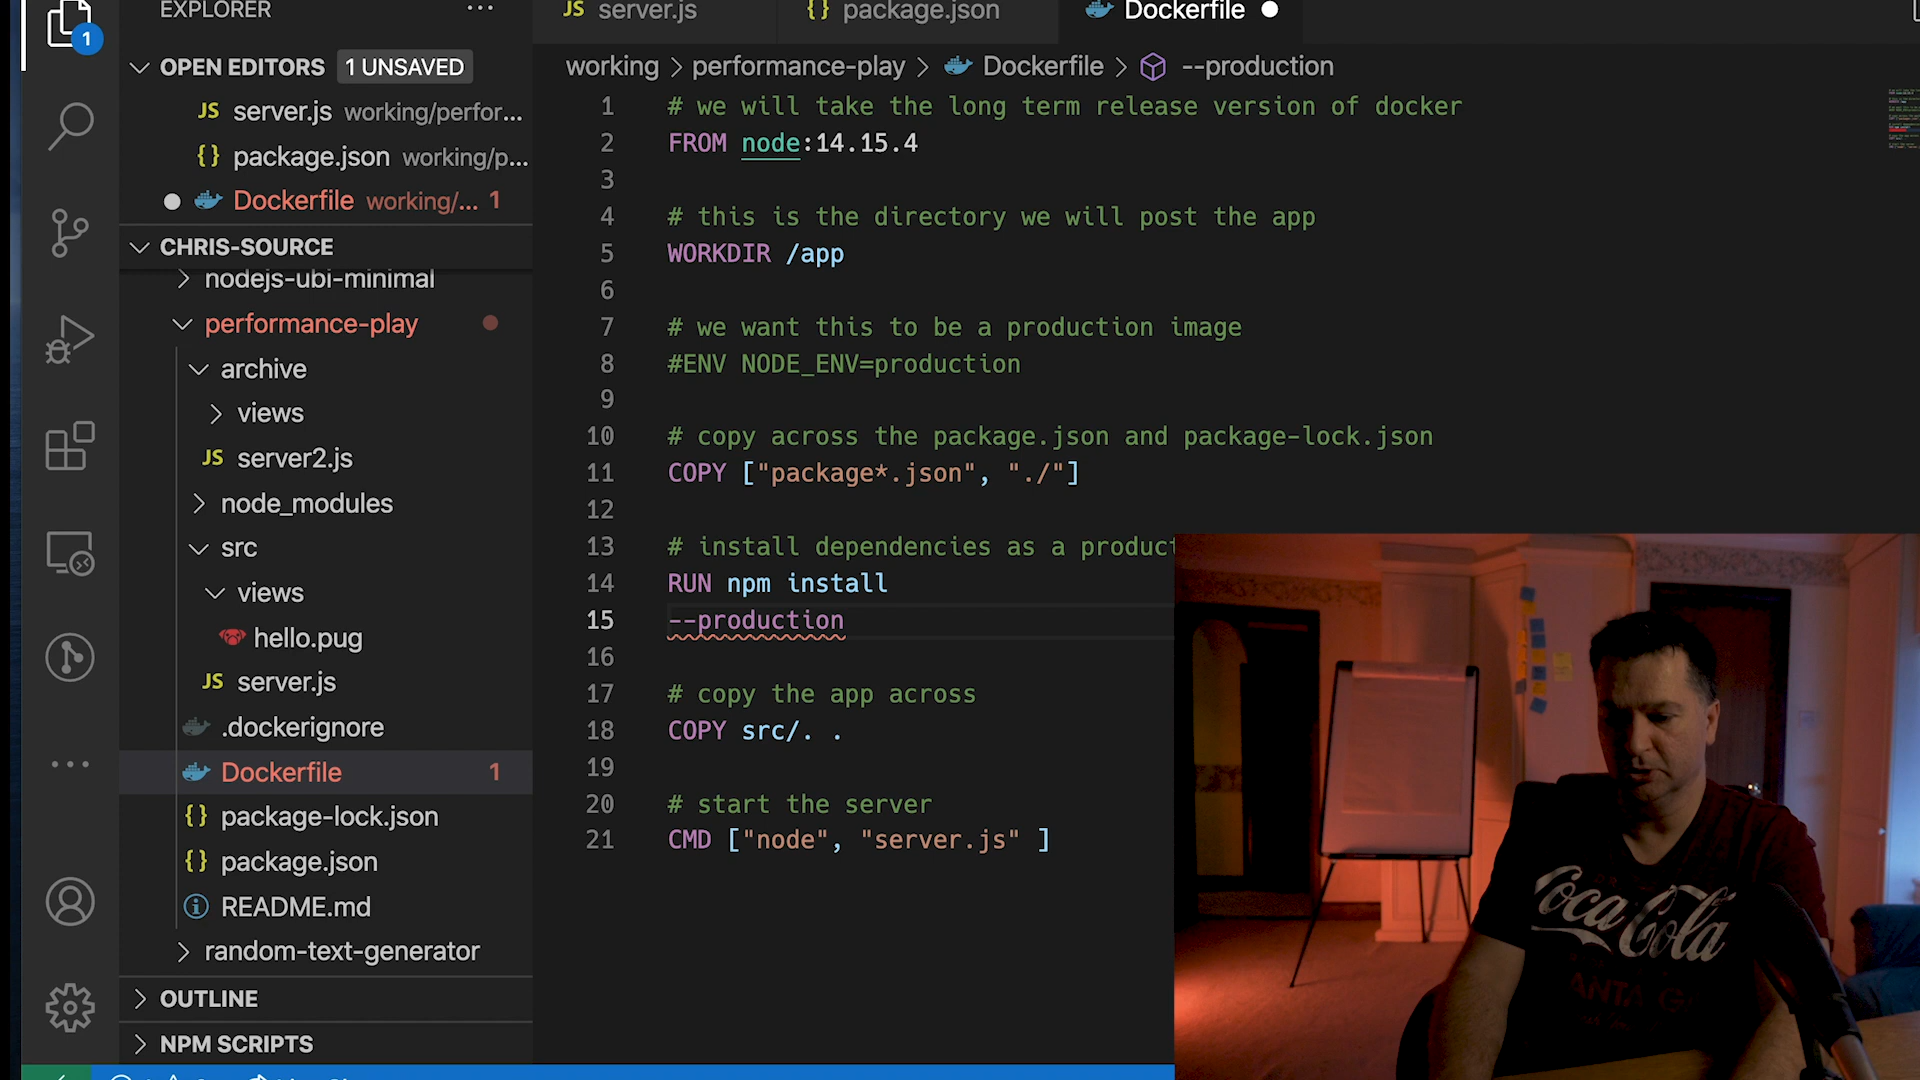 EXPLORER
...
1
OPEN EDITORS 1 UNSAVED
JS server.js working/perfor...
{} package.json working/p...
Dockerfile working/... 1
CHRIS-SOURCE
nodejs-ubi-minimal
performance-play
archive
views
JS server2.js
node_modules
src
views
hello.pug
JS server.js
.dockerignore
Dockerfile 1
{} package-lock.json
{} package.json
README.md
random-text-generator
OUTLINE
NPM SCRIPTS
JS server.js {} package.json Dockerfile
working > performance-play > Dockerfile > --production
1 # we will take the long term release version of docker
2 FROM node:14.15.4
3
4 # this is the directory we will post the app
5 WORKDIR /app
6
7 # we want this to be a production image
8 #ENV NODE_ENV=production
9
10 # copy across the package.json and package-lock.json
11 COPY ["package*.json", "./"]
12
13 # install dependencies as a product
14 RUN npm install
15 --production
16
17 # copy the app across
18 COPY src/. .
19
20 # start the server
21 CMD ["node", "server.js" ]
Coca-Cola